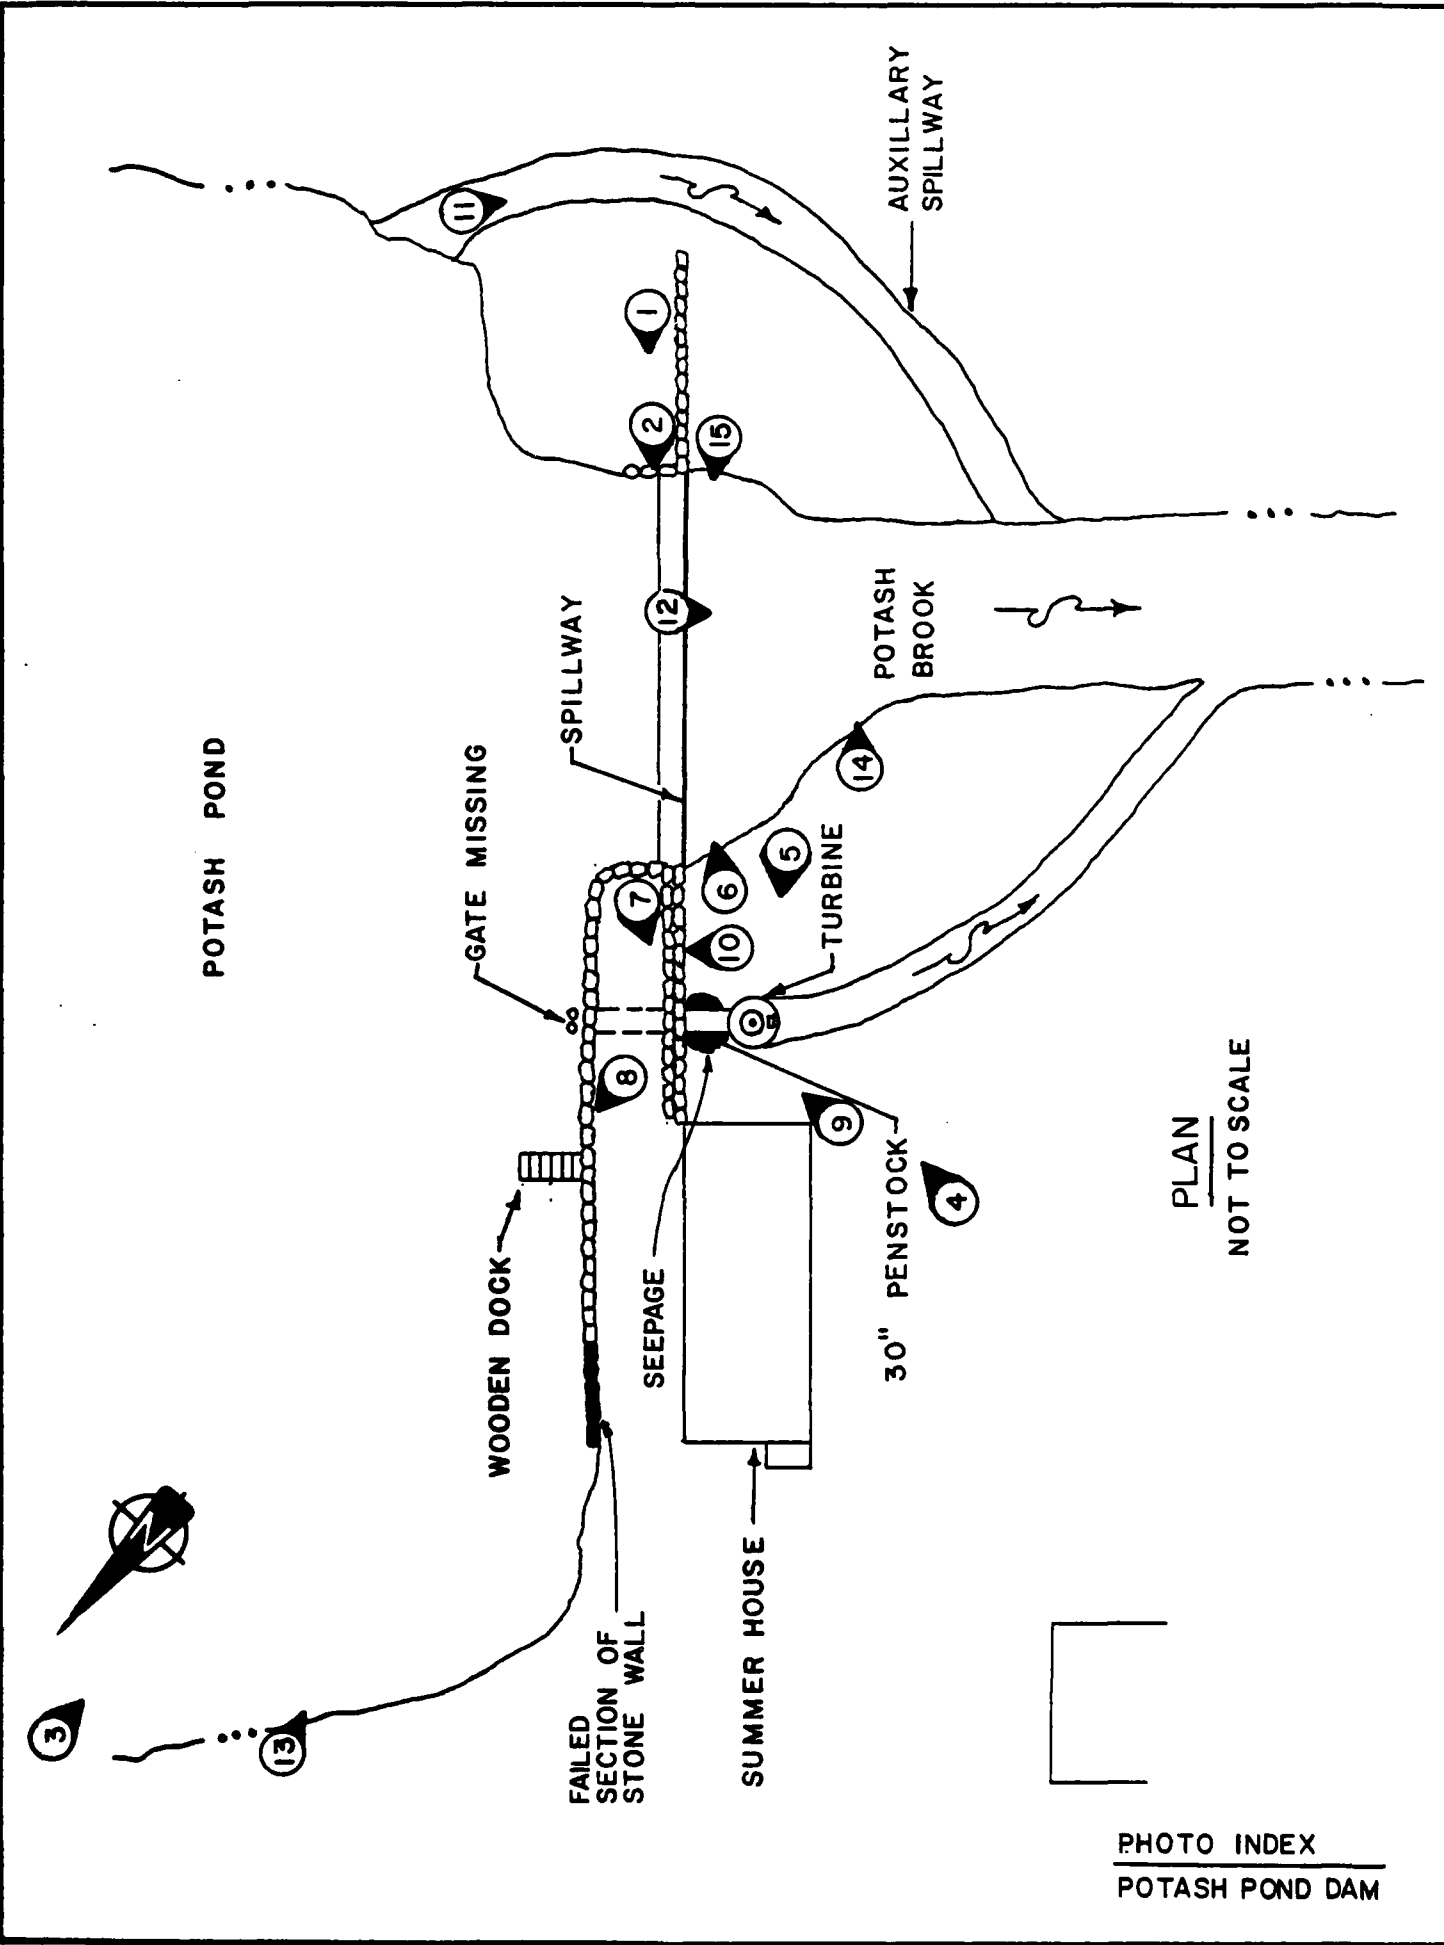 POTASH POND
GATE MISSING
SPILLWAY
AUXILLARY
SPILLWAY
POTASH
BROOK
WOODEN DOCK
SEEPAGE
TURBINE
30" PENSTOCK
FAILED
SECTION OF
STONE WALL
SUMMER HOUSE
1
2
3
4
5
6
7
8
9
10
11
12
13
14
15
N
PLAN
NOT TO SCALE
PHOTO INDEX
POTASH POND DAM